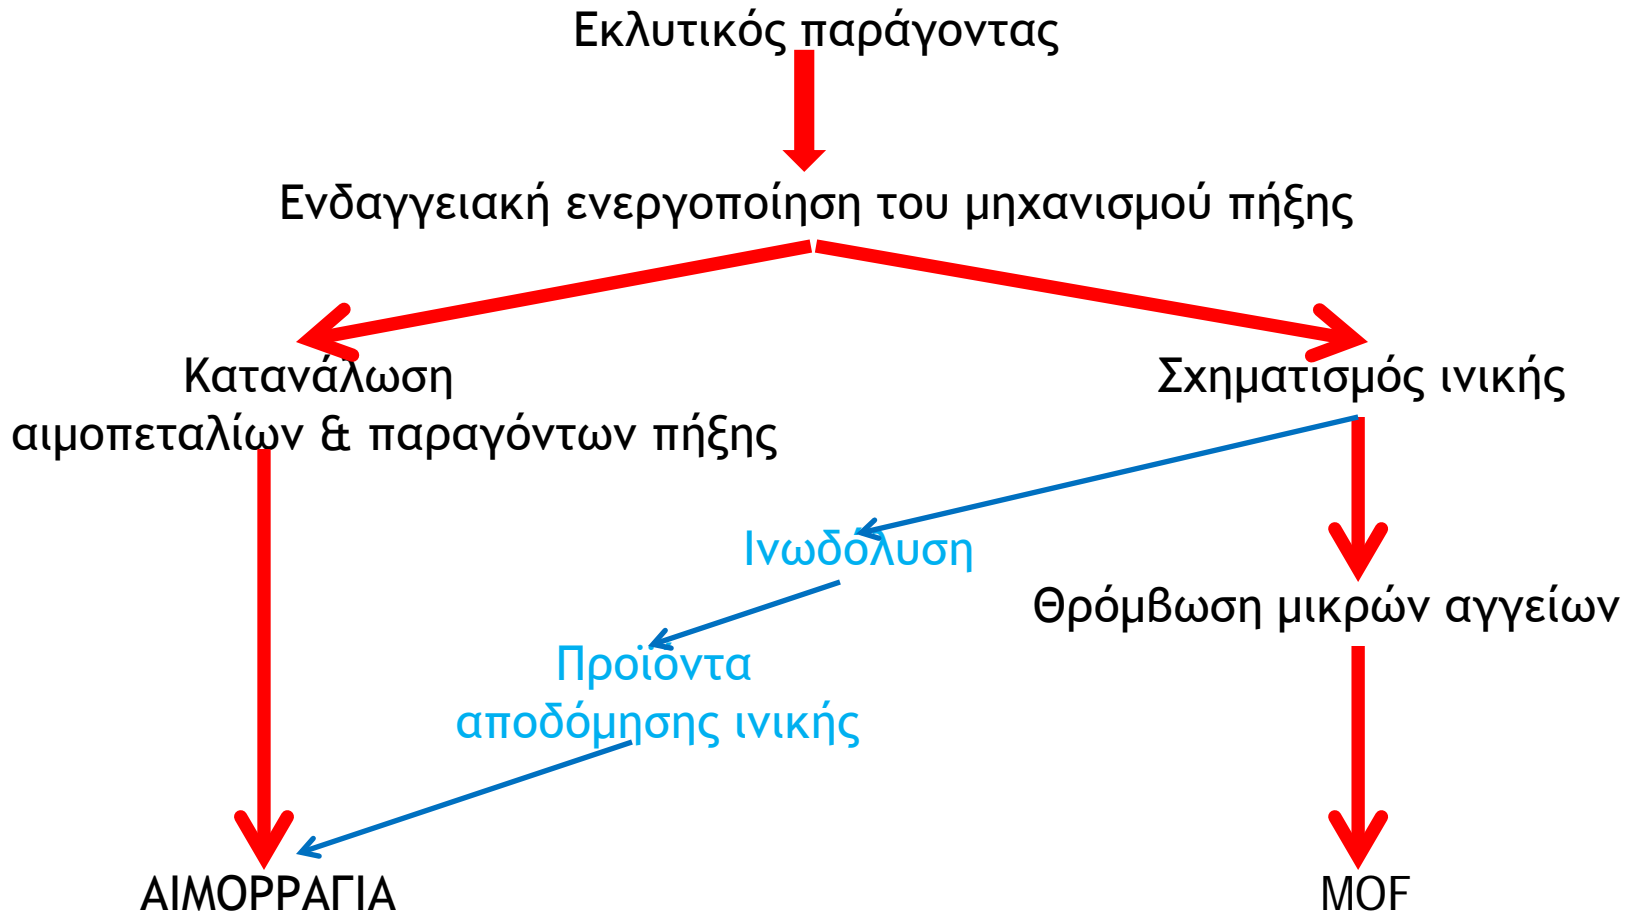 Εκλυτικός παράγοντας
Ενδαγγειακή ενεργοποίηση του μηχανισμού πήξης
Κατανάλωση
αιμοπεταλίων & παραγόντων πήξης
Σχηματισμός ινικής
Ινωδόλυση
Θρόμβωση μικρών αγγείων
Προϊόντα
αποδόμησης ινικής
ΑΙΜΟΡΡΑΓΙΑ
MOF